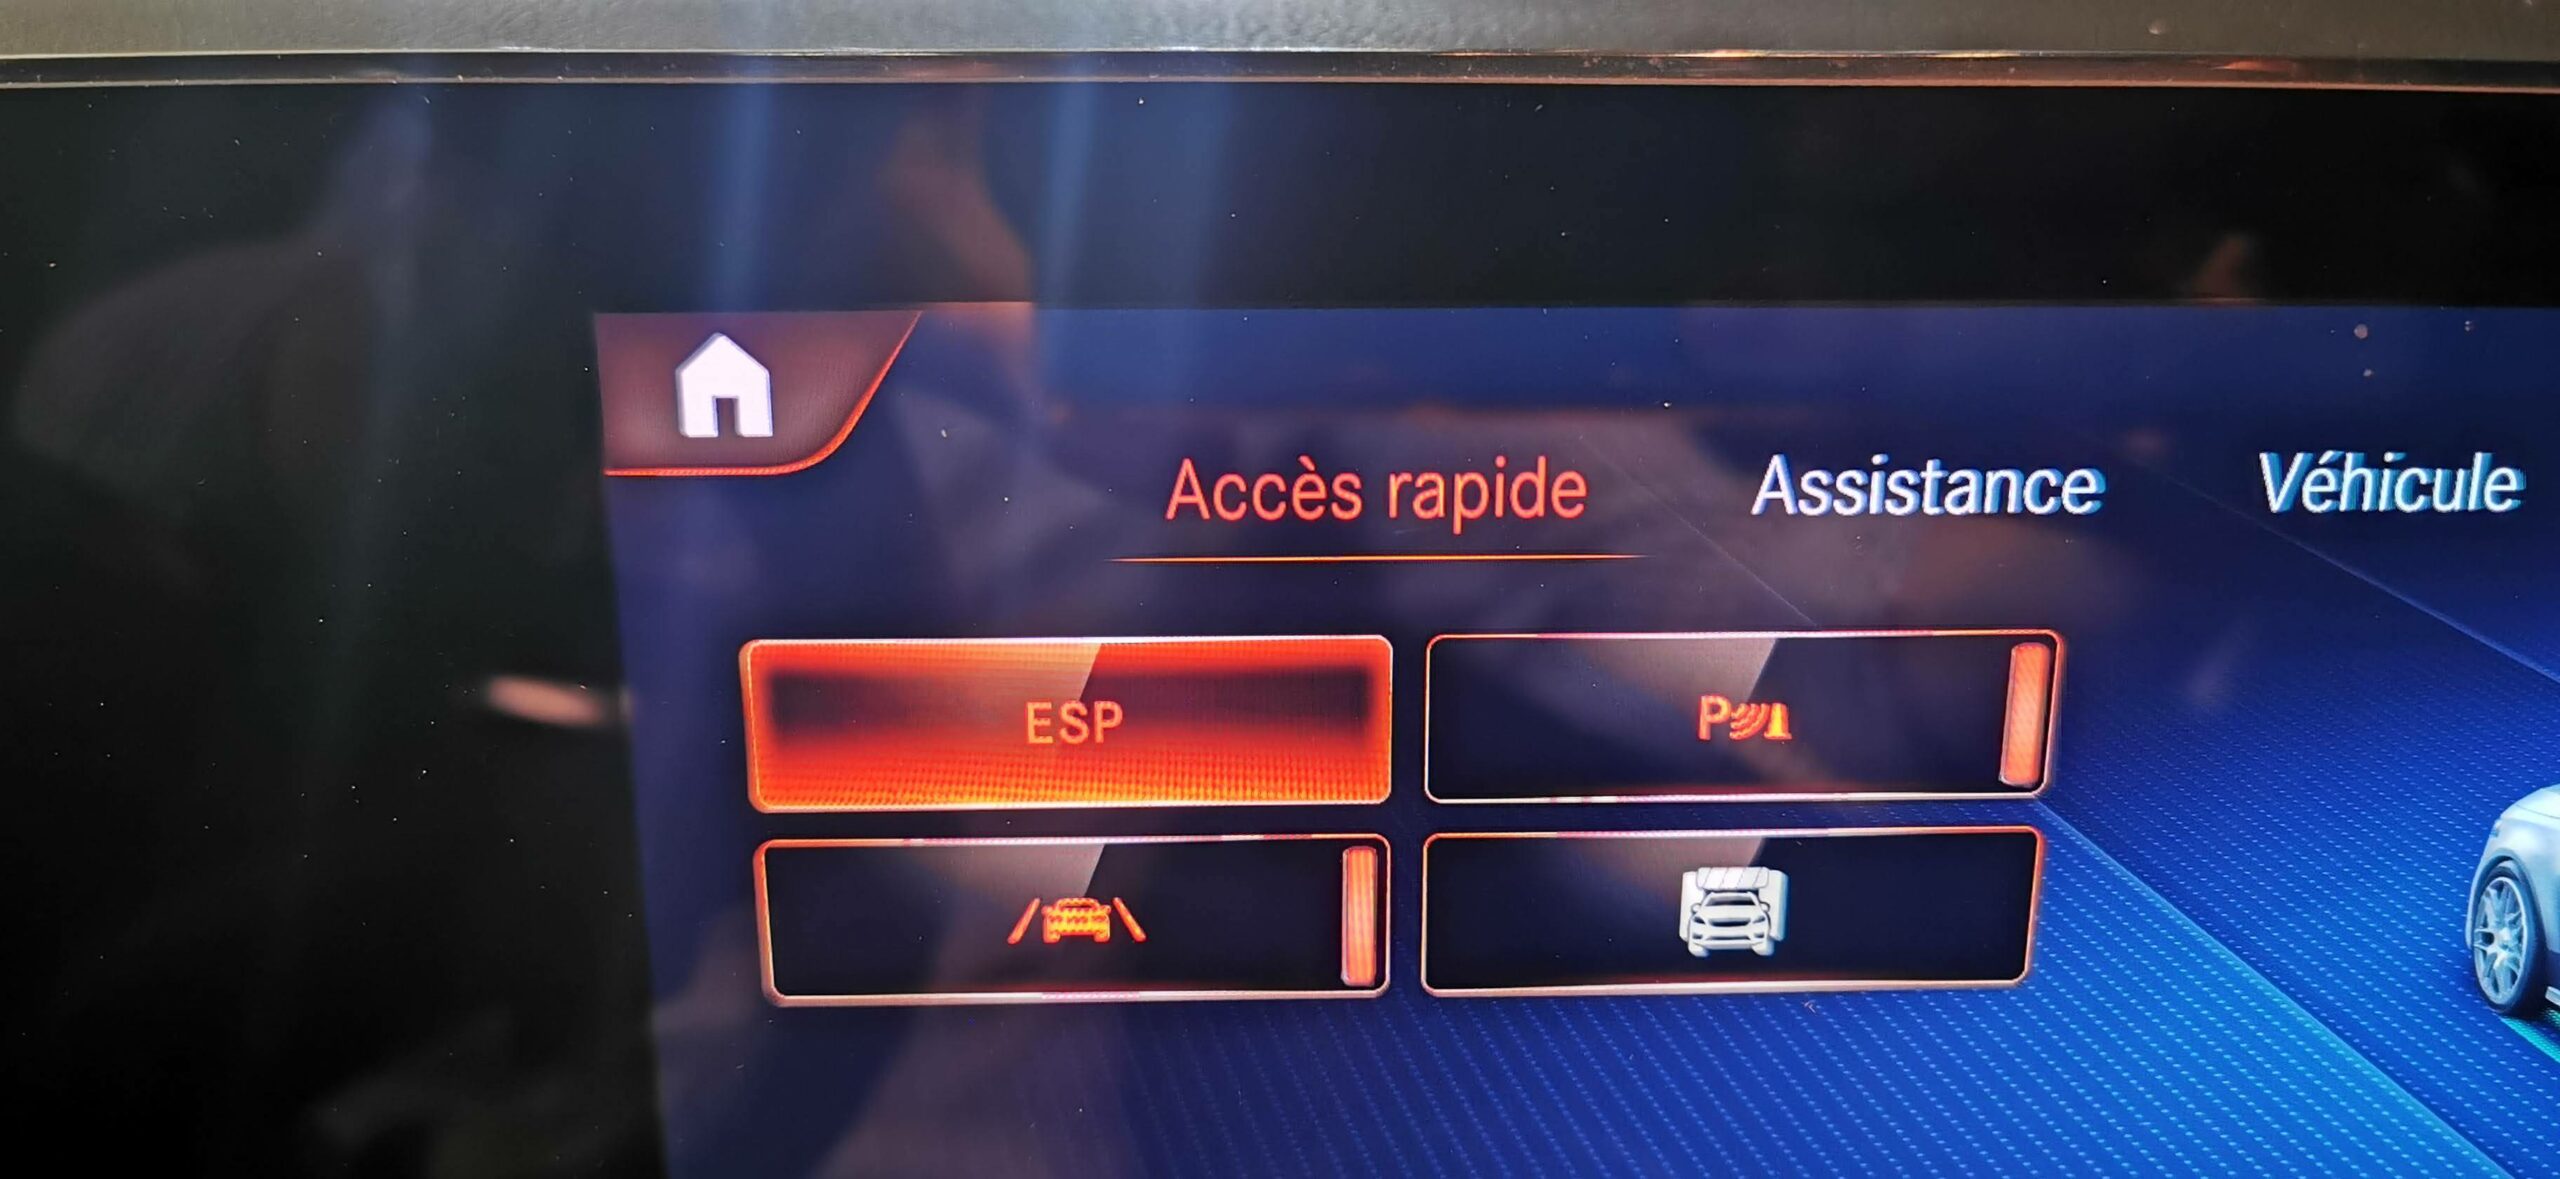 Accès rapide
Assistance
Véhicule
ESP
P